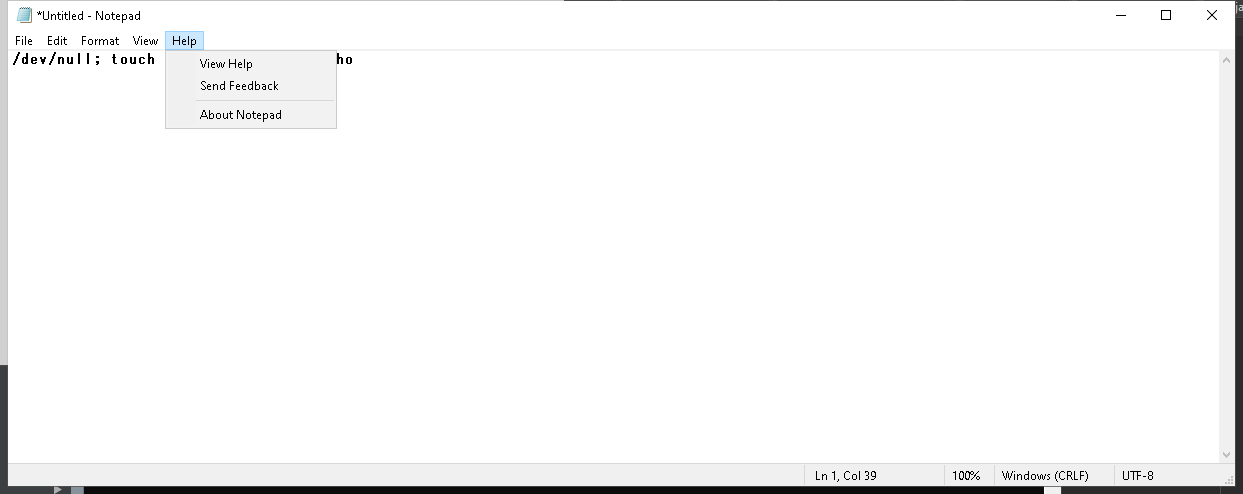 *Untitled - Notepad
File Edit Format View Help
/dev/null; touch ho
View Help
Send Feedback
About Notepad
Ln 1, Col 39 100% Windows (CRLF) UTF-8